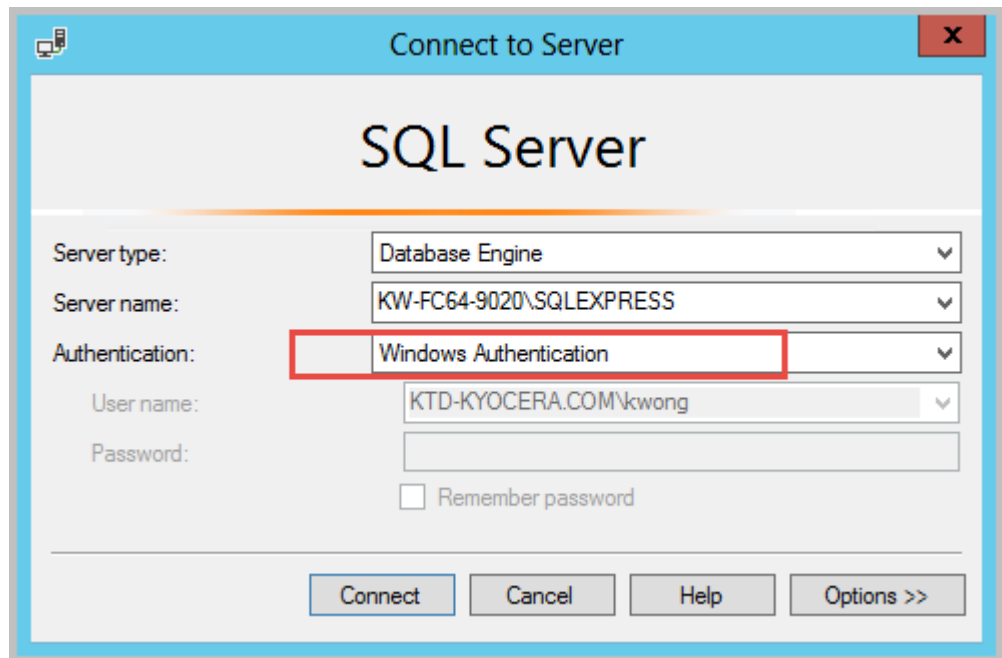 Connect to Server
x
SQL Server
Server type: Database Engine
Server name: KW-FC64-9020\SQLEXPRESS
Authentication: Windows Authentication
User name: KTD-KYOCERA.COM\kwong
Password:
Remember password
Connect Cancel Help Options >>